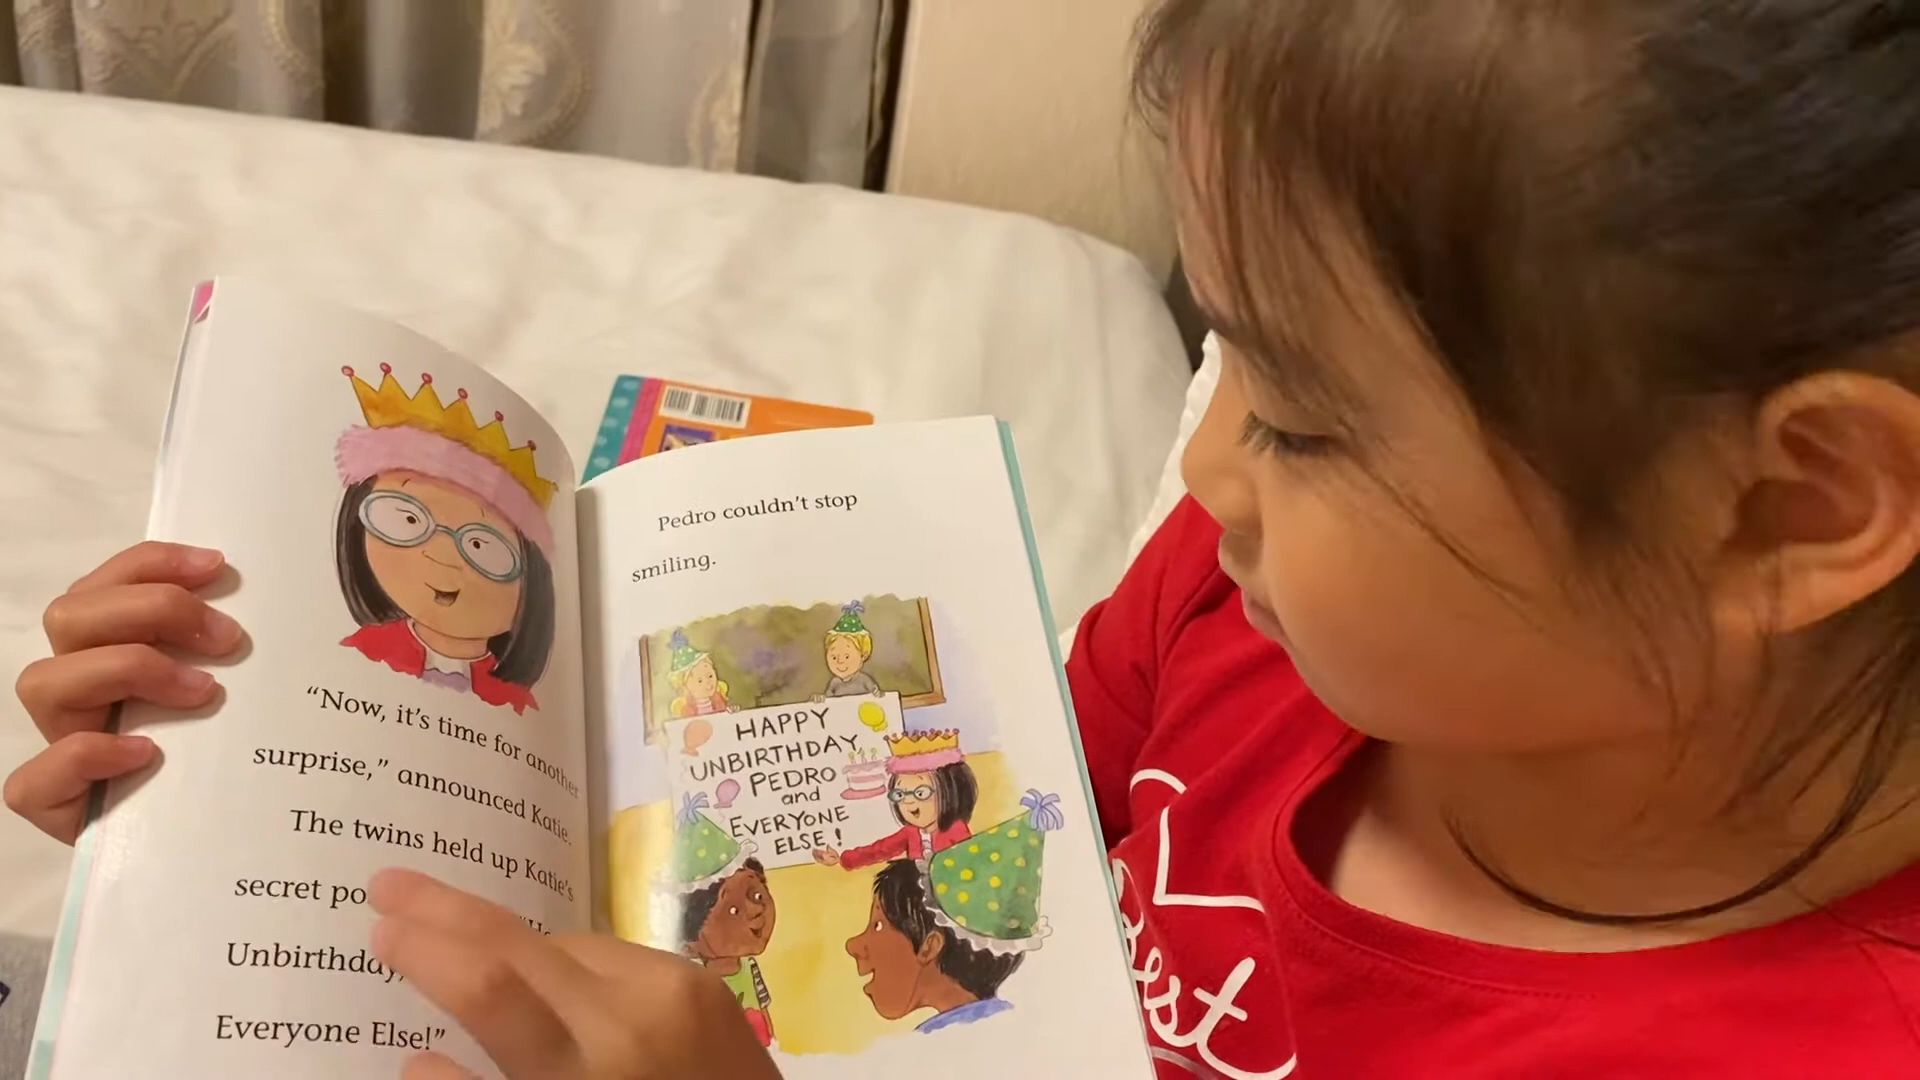 “Now, it’s time for another
surprise,” announced Katie.
The twins held up Katie’s
secret
Unbirthday,
Everyone Else!”
Pedro couldn’t stop
smiling.
HAPPY
UNBIRTHDAY
PEDRO
and
EVERYONE
ELSE!
est